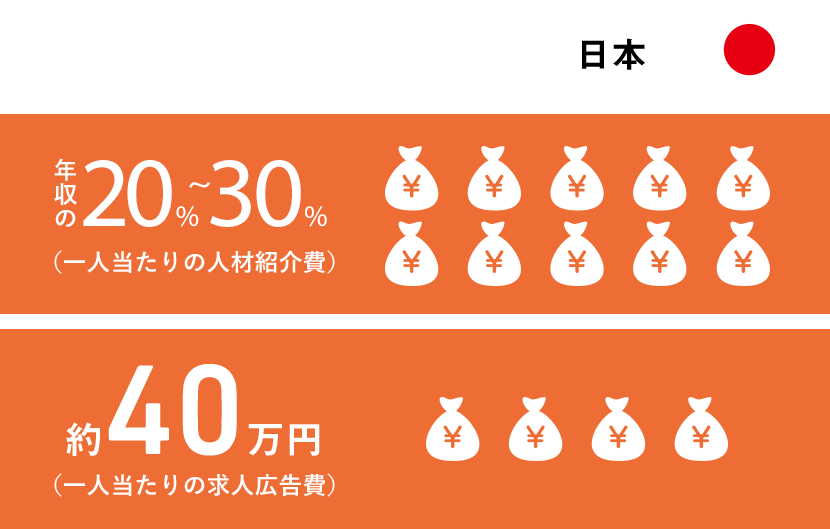 日本
年収の20%~30%
（一人当たりの人材紹介費）
¥ ¥ ¥ ¥ ¥
¥ ¥ ¥ ¥ ¥
約40万円
¥ ¥ ¥ ¥
（一人当たりの求人広告費）